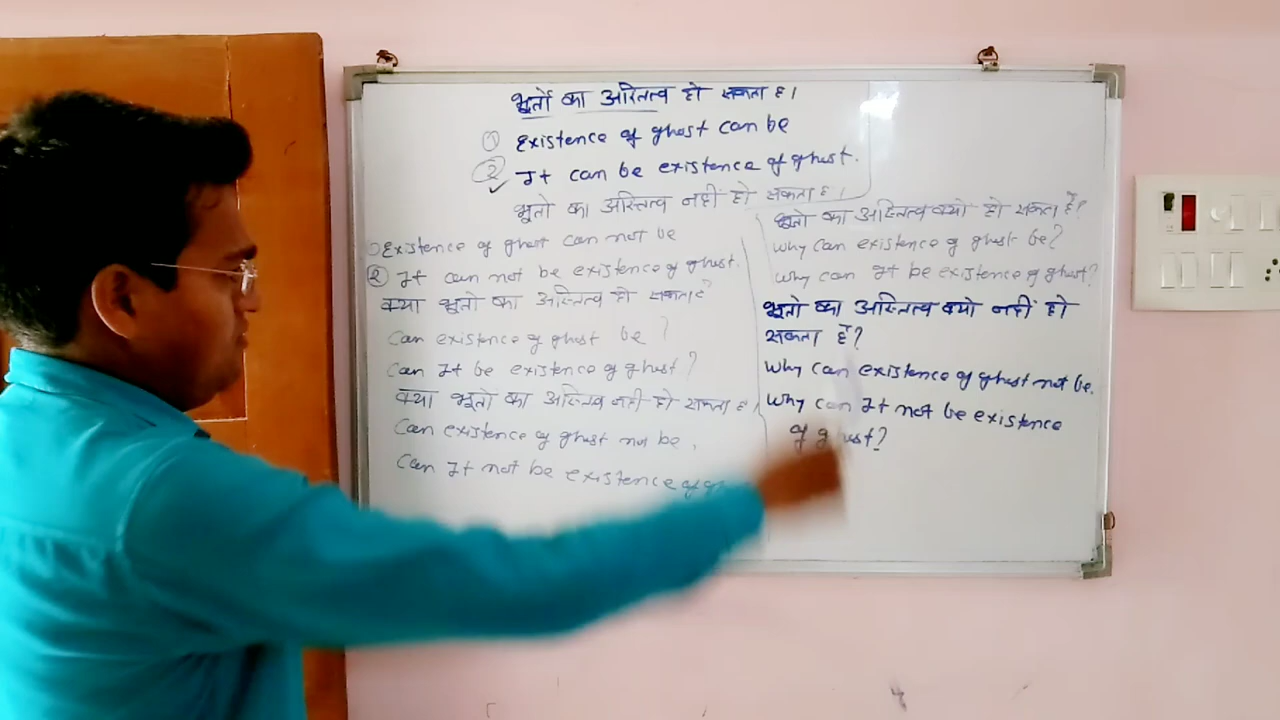 भूतों का अस्तित्व हो सकता है।
① Existence of ghost can be
② It can be existence of ghost.
भूतो का अस्तित्व नहीं हो सकता है।
① Existence of ghost can not be
② It can not be existence of ghost.
क्या भूतो का अस्तित्व हो सकता है
Can existence of ghost be ?
Can It be existence of ghost?
क्या भूतो का अस्तित्व नही हो सकता है।
Can existence of ghost not be.
Can It not be existence of
भूतो का अस्तित्व क्यो हो सकता है?
Why Can existence of ghost be?
Why can It be existence of ghost?
भूतो का अस्तित्व क्यो नहीं हो
सकता है?
Why can existence of ghost not be.
Why can It not be existence
of ghost?